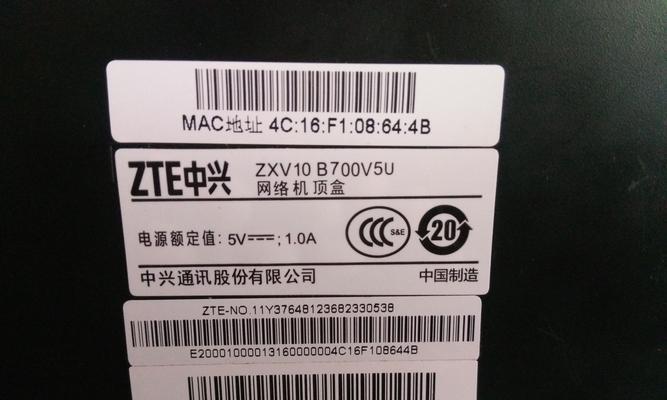 MAC地址 4C:16:F1:08:64:4B
ZTE中兴 ZXV10 B700V5U
网络机顶盒
电源额定值: 5V⎓; 1.0A
CCC S&E 20
中兴通讯股份有限公司 中国制造
ZTE-NO.11Y37648123682330538
E20001000013160000004C16F108644B